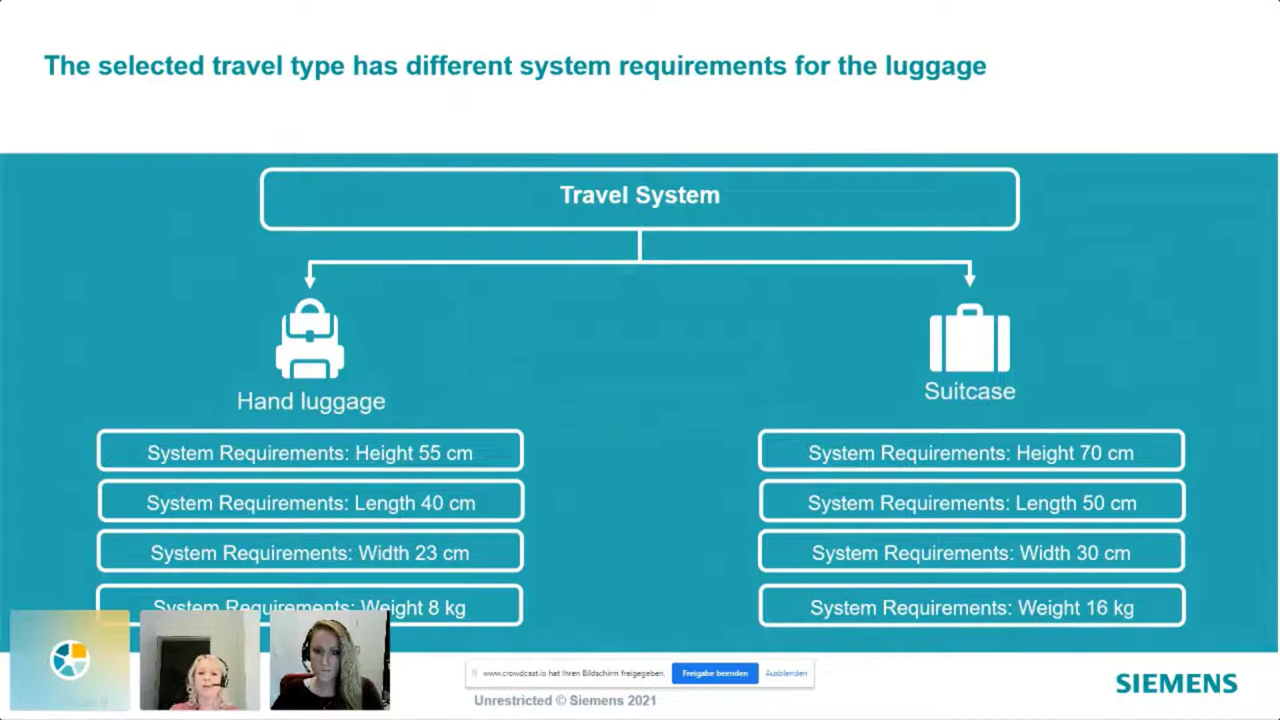 The selected travel type has different system requirements for the luggage
Travel System
Hand luggage
Suitcase
System Requirements: Height 55 cm
System Requirements: Length 40 cm
System Requirements: Width 23 cm
System Requirements: Weight 8 kg
System Requirements: Height 70 cm
System Requirements: Length 50 cm
System Requirements: Width 30 cm
System Requirements: Weight 16 kg
www.crowdcast.io hat Ihren Bildschirm freigegeben. Freigabe beenden Ausblenden
Unrestricted © Siemens 2021
SIEMENS